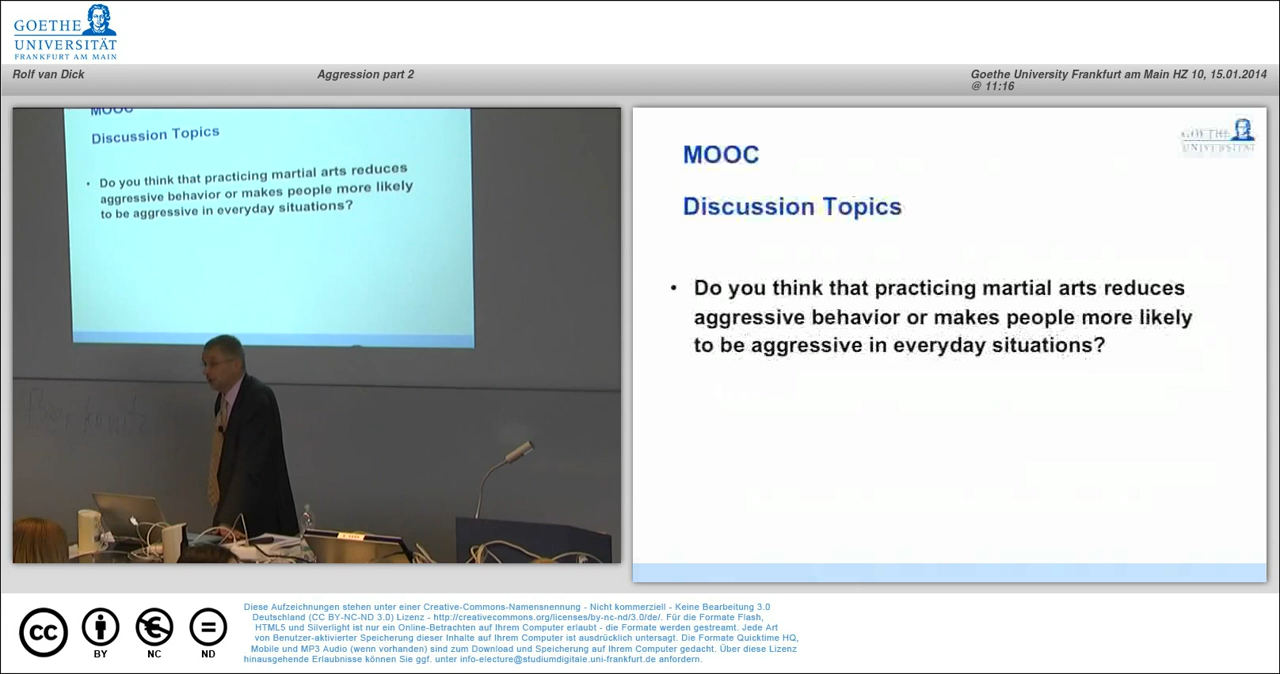 GOETHE
UNIVERSITÄT
FRANKFURT AM MAIN
Rolf van Dick
Aggression part 2
Goethe University Frankfurt am Main HZ 10, 15.01.2014
@ 11:16
MOOC
Discussion Topics
• Do you think that practicing martial arts reduces
aggressive behavior or makes people more likely
to be aggressive in everyday situations?
GOETHE
UNIVERSITÄT
MOOC
Discussion Topics
• Do you think that practicing martial arts reduces
aggressive behavior or makes people more likely
to be aggressive in everyday situations?
cc
BY
NC
ND
Diese Aufzeichnungen stehen unter einer Creative-Commons-Namensnennung - Nicht kommerziell - Keine Bearbeitung 3.0
Deutschland (CC BY-NC-ND 3.0) Lizenz - http://creativecommons.org/licenses/by-nc-nd/3.0/de/. Für die Formate Flash,
HTML5 und Silverlight ist nur ein Online-Betrachten auf Ihrem Computer erlaubt - die Formate werden gestreamt. Jede Art
von Benutzer-aktivierter Speicherung dieser Inhalte auf Ihrem Computer ist ausdrücklich untersagt. Die Formate Quicktime HQ,
Mobile und MP3 Audio (wenn vorhanden) sind zum Download und Speicherung auf Ihrem Computer gedacht. Über diese Lizenz
hinausgehende Erlaubnisse können Sie ggf. unter info-electure@studiumdigitale.uni-frankfurt.de anfordern.